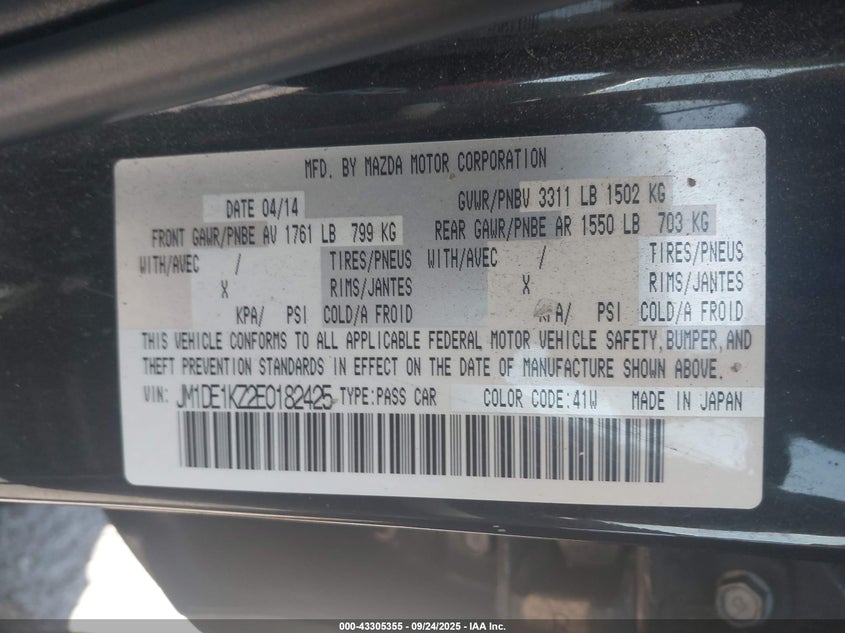 MFD. BY MAZDA MOTOR CORPORATION
DATE 04/14 GVWR/PNBV 3311 LB 1502 KG
FRONT GAWR/PNBE AV 1761 LB 799 KG REAR GAWR/PNBE AR 1550 LB 703 KG
WITH/AVEC / TIRES/PNEUS WITH/AVEC / TIRES/PNEUS
X RIMS/JANTES X RIMS/JANTES
KPA/ PSI COLD/A FROID KPA/ PSI COLD/A FROID
THIS VEHICLE CONFORMS TO ALL APPLICABLE FEDERAL MOTOR VEHICLE SAFETY, BUMPER, AND
THEFT PREVENTION STANDARDS IN EFFECT ON THE DATE OF MANUFACTURE SHOWN ABOVE.
VIN: JM1DE1KZ2E0182425 TYPE:PASS CAR COLOR CODE:41W MADE IN JAPAN
000-43305355 - 09/24/2025 - IAA Inc.